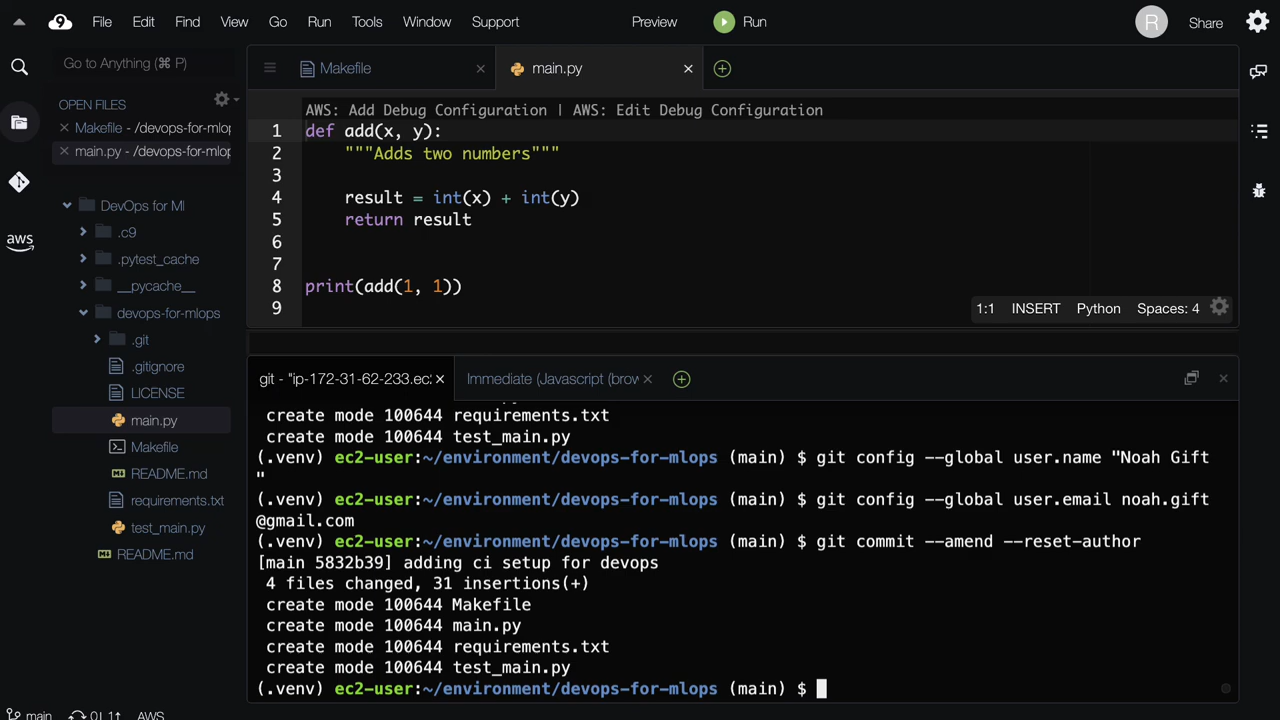 9 File Edit Find View Go Run Tools Window Support Preview Run R Share
Go to Anything (⌘ P)
OPEN FILES
Makefile - /devops-for-mlop
main.py - /devops-for-mlop
aws
DevOps for Ml
.c9
.pytest_cache
__pycache__
devops-for-mlops
.git
.gitignore
LICENSE
main.py
Makefile
README.md
requirements.txt
test_main.py
README.md
Makefile main.py
AWS: Add Debug Configuration | AWS: Edit Debug Configuration
1 def add(x, y):
2 """Adds two numbers"""
3
4 result = int(x) + int(y)
5 return result
6
7
8 print(add(1, 1))
9
1:1 INSERT Python Spaces: 4
git - "ip-172-31-62-233.ec2 Immediate (Javascript (brow
create mode 100644 requirements.txt
create mode 100644 test_main.py
(.venv) ec2-user:~/environment/devops-for-mlops (main) $ git config --global user.name "Noah Gift
"
(.venv) ec2-user:~/environment/devops-for-mlops (main) $ git config --global user.email noah.gift
@gmail.com
(.venv) ec2-user:~/environment/devops-for-mlops (main) $ git commit --amend --reset-author
[main 5832b39] adding ci setup for devops
4 files changed, 31 insertions(+)
create mode 100644 Makefile
create mode 100644 main.py
create mode 100644 requirements.txt
create mode 100644 test_main.py
(.venv) ec2-user:~/environment/devops-for-mlops (main) $
main 0↓ 1↑ AWS